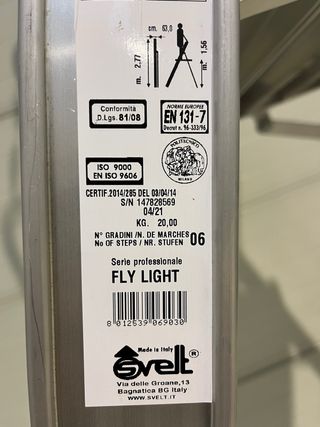 cm. 63,0
m. 2,77
m. 1,56
Conformità
D.Lgs. 81/08
NORME EUROPEE
EN 131-7
Decret n. 96-333/96
ISO 9000
EN ISO 9606
POLITECNICO
MILANO
CERTIF.2014/285 DEL 03/04/14
S/N 147828569
04/21
KG. 20,00
N° GRADINI /N. DE MARCHES
No OF STEPS / NR. STUFEN 06
Serie professionale
FLY LIGHT
8 012539 069030
Made in Italy
svelt ®
Via delle Groane,13
Bagnatica BG italy
www.SVELT.IT